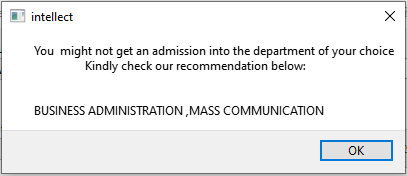 intellect
You  might not get an admission into the department of your choice
Kindly check our recommendation below:
BUSINESS ADMINISTRATION ,MASS COMMUNICATION
OK